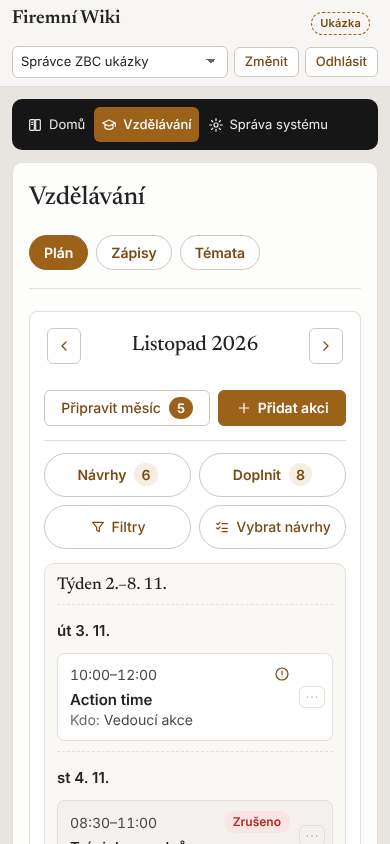 Firemní Wiki
Ukázka
Správce ZBC ukázky
Změnit
Odhlásit
Domů
Vzdělávání
Správa systému
Vzdělávání
Plán
Zápisy
Témata
Listopad 2026
Připravit měsíc 5
Přidat akci
Návrhy 6
Doplnit 8
Filtry
Vybrat návrhy
Týden 2.–8. 11.
út 3. 11.
10:00–12:00
Action time
Kdo: Vedoucí akce
st 4. 11.
08:30–11:00
Zrušeno